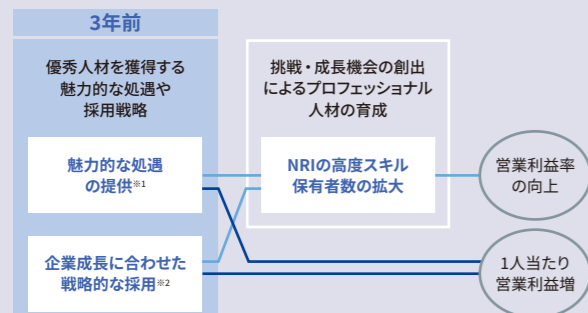 3年前
優秀人材を獲得する
魅力的な処遇や
採用戦略
魅力的な処遇
の提供※1
企業成長に合わせた
戦略的な採用※2
挑戦・成長機会の創出
によるプロフェッショナル
人材の育成
NRIの高度スキル
保有者数の拡大
営業利益率
の向上
1人当たり
営業利益増